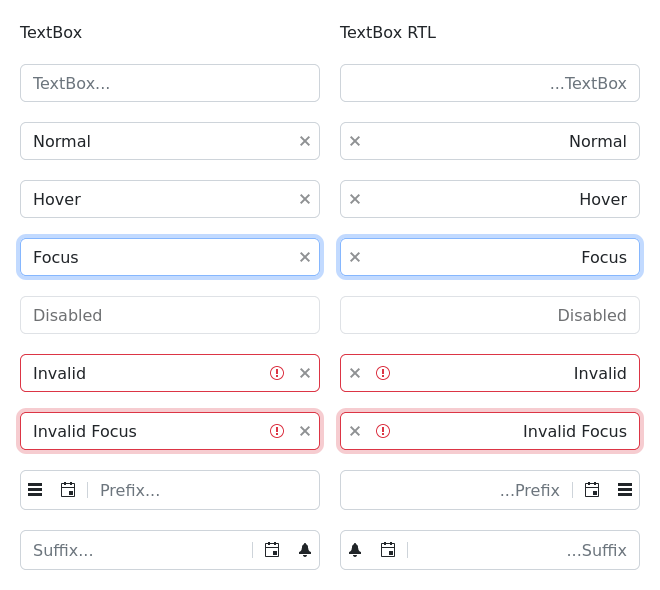 TextBox
TextBox RTL
TextBox...
...TextBox
Normal
Normal
Hover
Hover
Focus
Focus
Disabled
Disabled
Invalid
Invalid
Invalid Focus
Invalid Focus
Prefix...
...Prefix
Suffix...
...Suffix